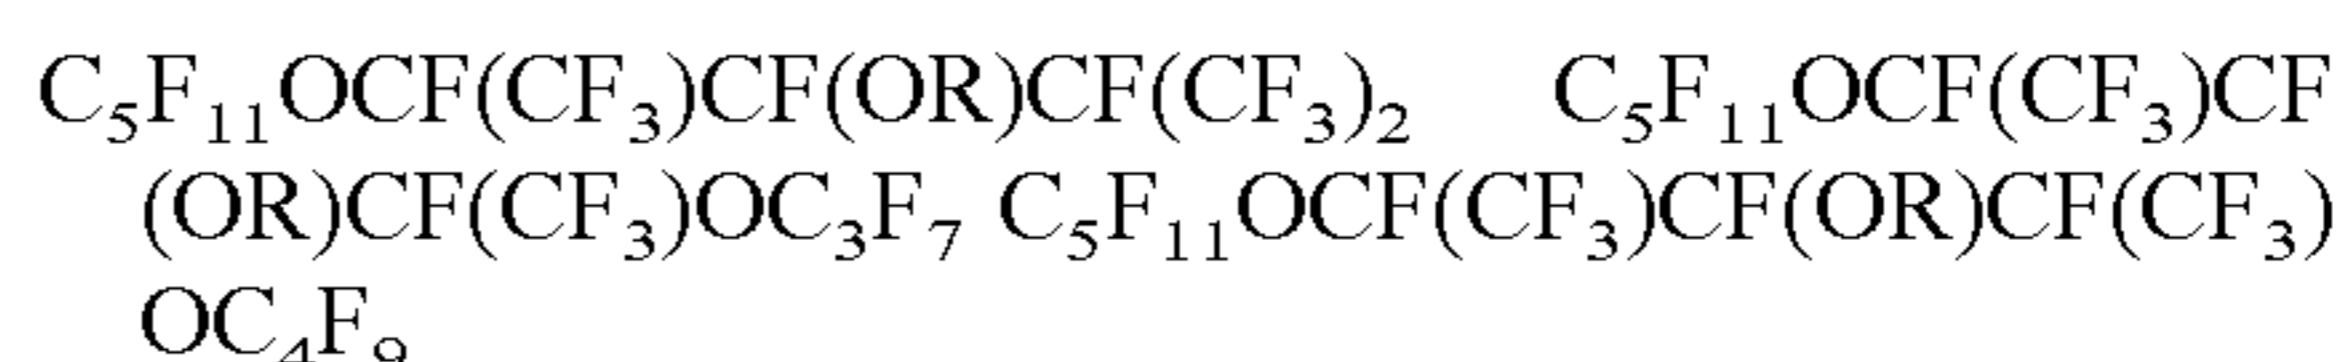 C₅F₁₁OCF(CF₃)CF(OR)CF(CF₃)₂ C₅F₁₁OCF(CF₃)CF
(OR)CF(CF₃)OC₃F₇ C₅F₁₁OCF(CF₃)CF(OR)CF(CF₃)
OC₄F₉